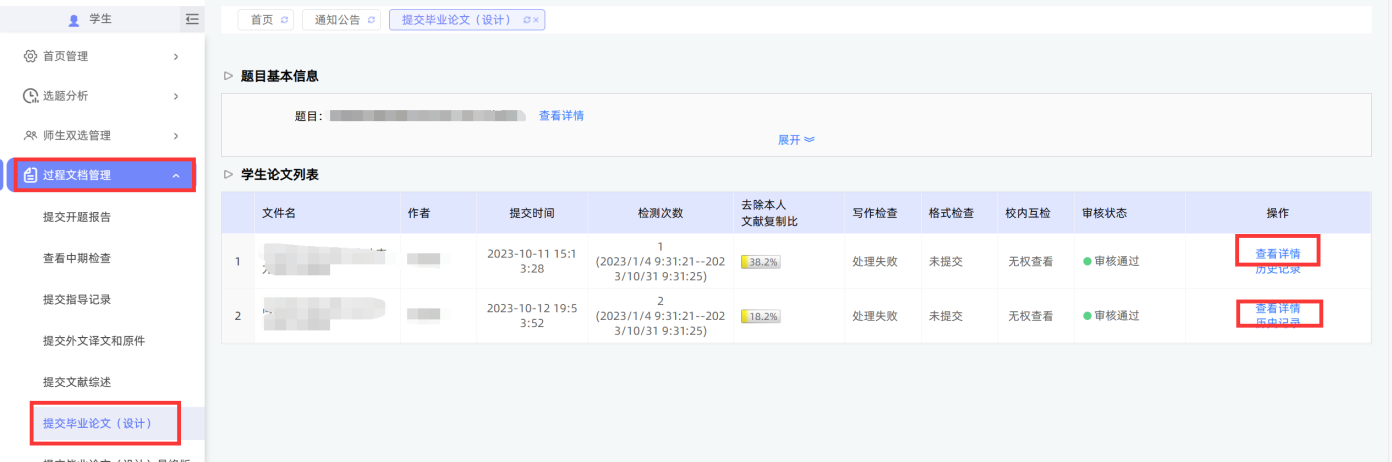 学生
首页
通知公告
提交毕业论文（设计）
首页管理
选题分析
师生双选管理
过程文档管理
提交开题报告
查看中期检查
提交指导记录
提交外文译文和原件
提交文献综述
提交毕业论文（设计）
题目基本信息
题目：
查看详情
展开
学生论文列表
文件名
作者
提交时间
检测次数
去除本人
文献复制比
写作检查
格式检查
校内互检
审核状态
操作
1
2023-10-11 15:1
3:28
1
(2023/1/4 9:31:21--202
3/10/31 9:31:25)
38.2%
处理失败
未提交
无权查看
审核通过
查看详情
历史记录
2
2023-10-12 19:5
3:52
2
(2023/1/4 9:31:21--202
3/10/31 9:31:25)
18.2%
处理失败
未提交
无权查看
审核通过
查看详情
历史记录